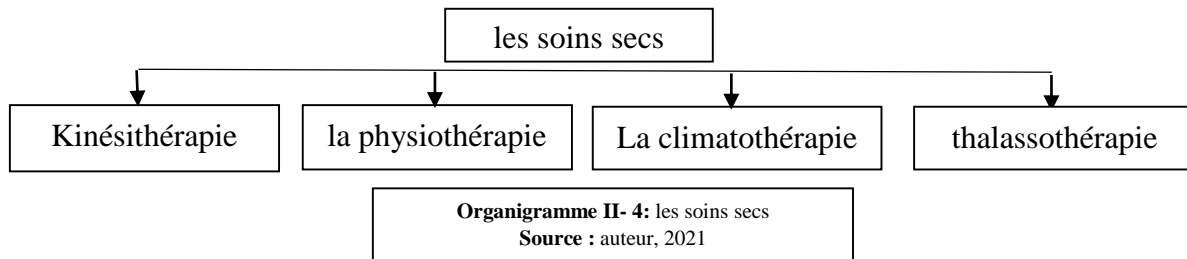 les soins secs
Kinésithérapie
la physiothérapie
La climatothérapie
thalassothérapie
Organigramme II- 4: les soins secs
Source : auteur, 2021